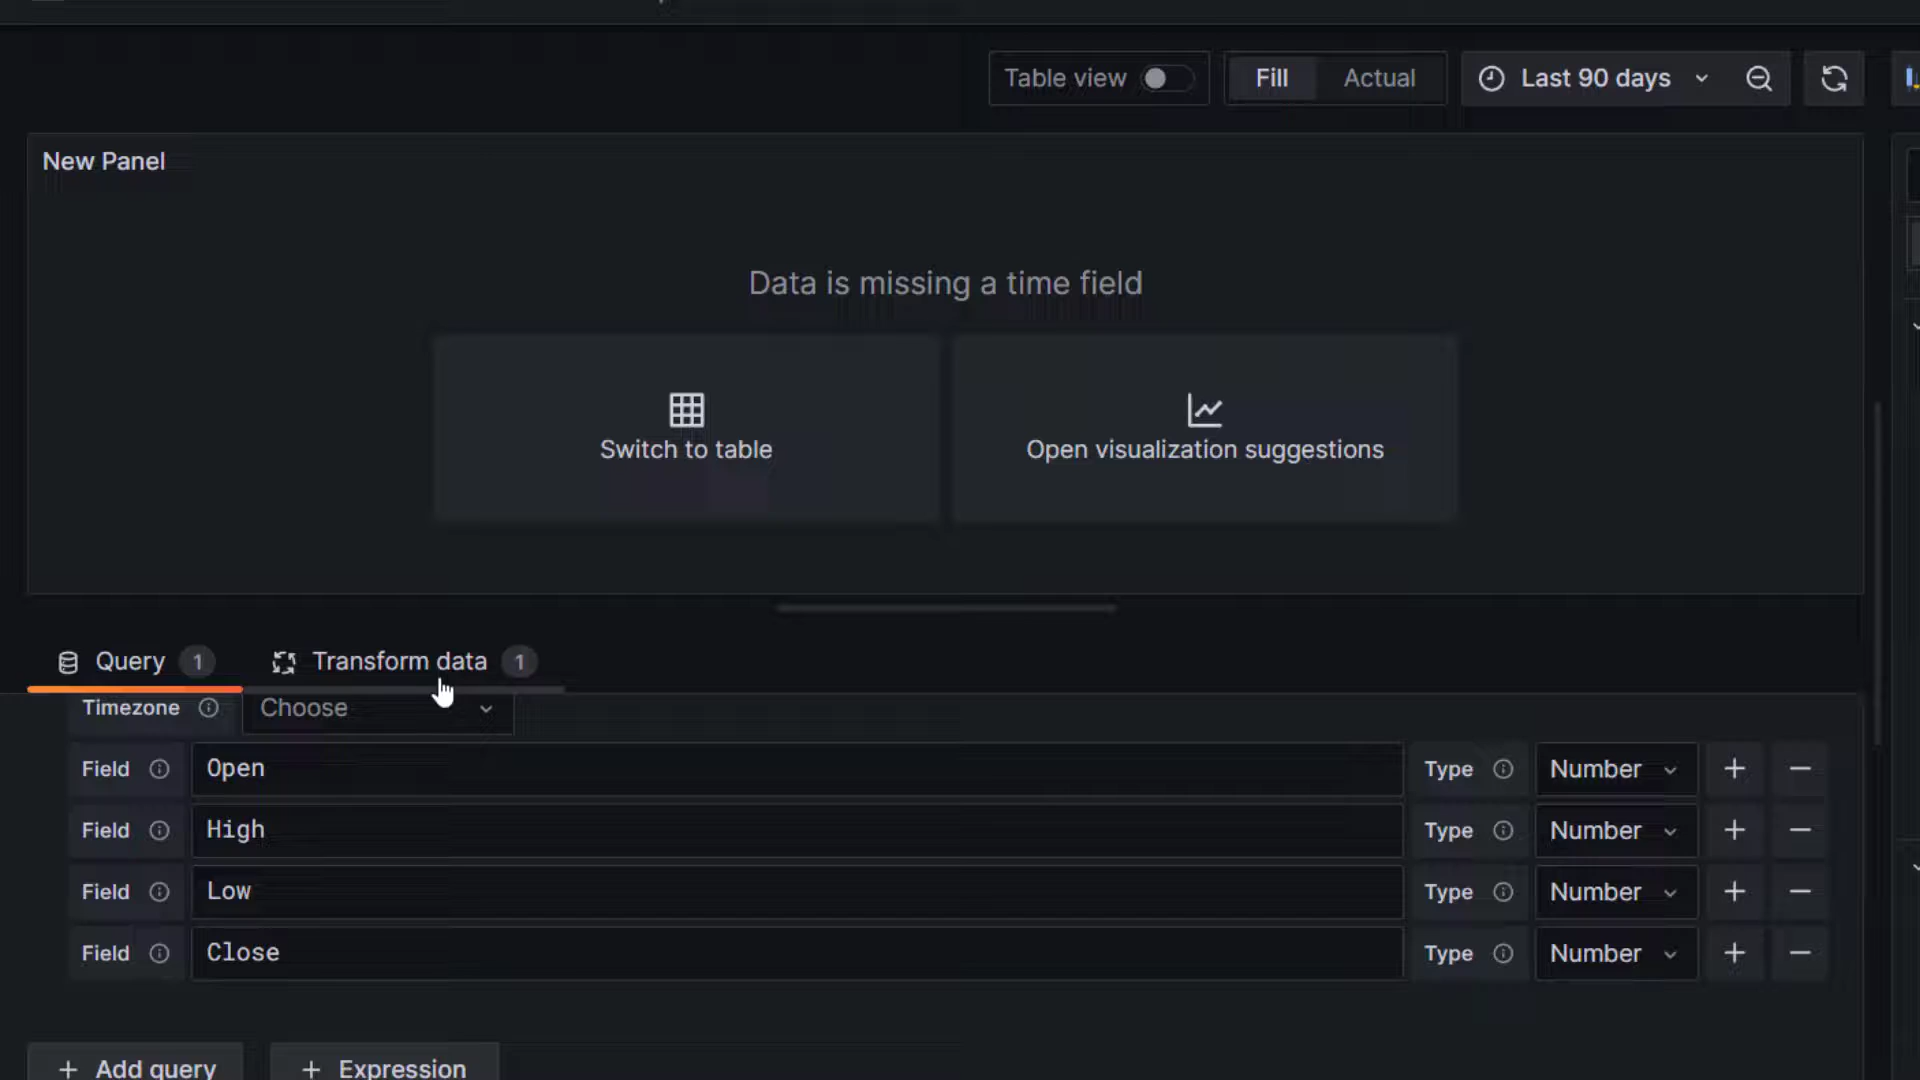 Table view
Fill
Actual
Last 90 days
New Panel
Data is missing a time field
Switch to table
Open visualization suggestions
Query 1
Transform data 1
Timezone
Choose
Field Open Type Number
Field High Type Number
Field Low Type Number
Field Close Type Number
+ Add query
+ Expression